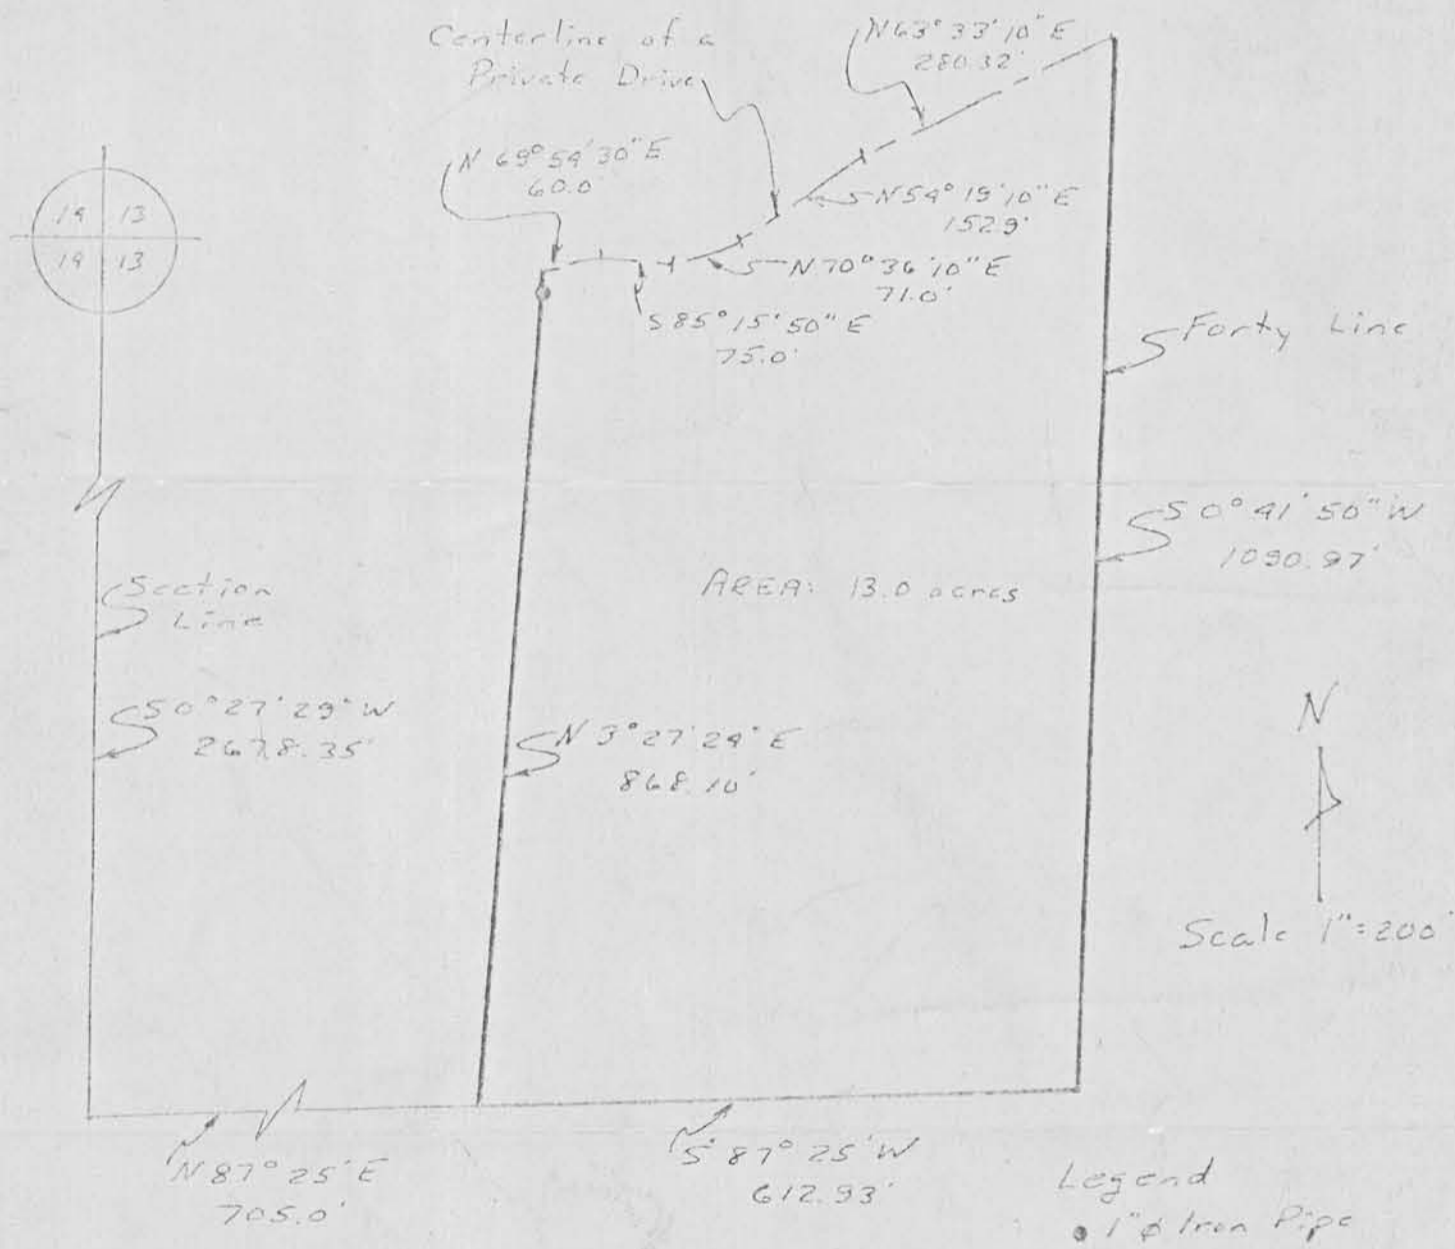 Centerline of a
Private Drive
N 63° 33' 10" E
280.32'
N 69° 54' 30" E
60.0'
14 13
14 13
N 54° 19' 10" E
152.9'
N 70° 36' 10" E
71.0'
S 85° 15' 50" E
75.0'
Forty Line
S 0° 41' 50" W
1090.97'
AREA: 13.0 acres
Section
Line
S 0° 27' 29" W
2678.35'
N 3° 27' 24" E
868.10'
N
Scale 1"=200'
N 87° 25' E
705.0'
S 87° 25' W
612.93'
Legend
• 1" ϕ Iron Pipe